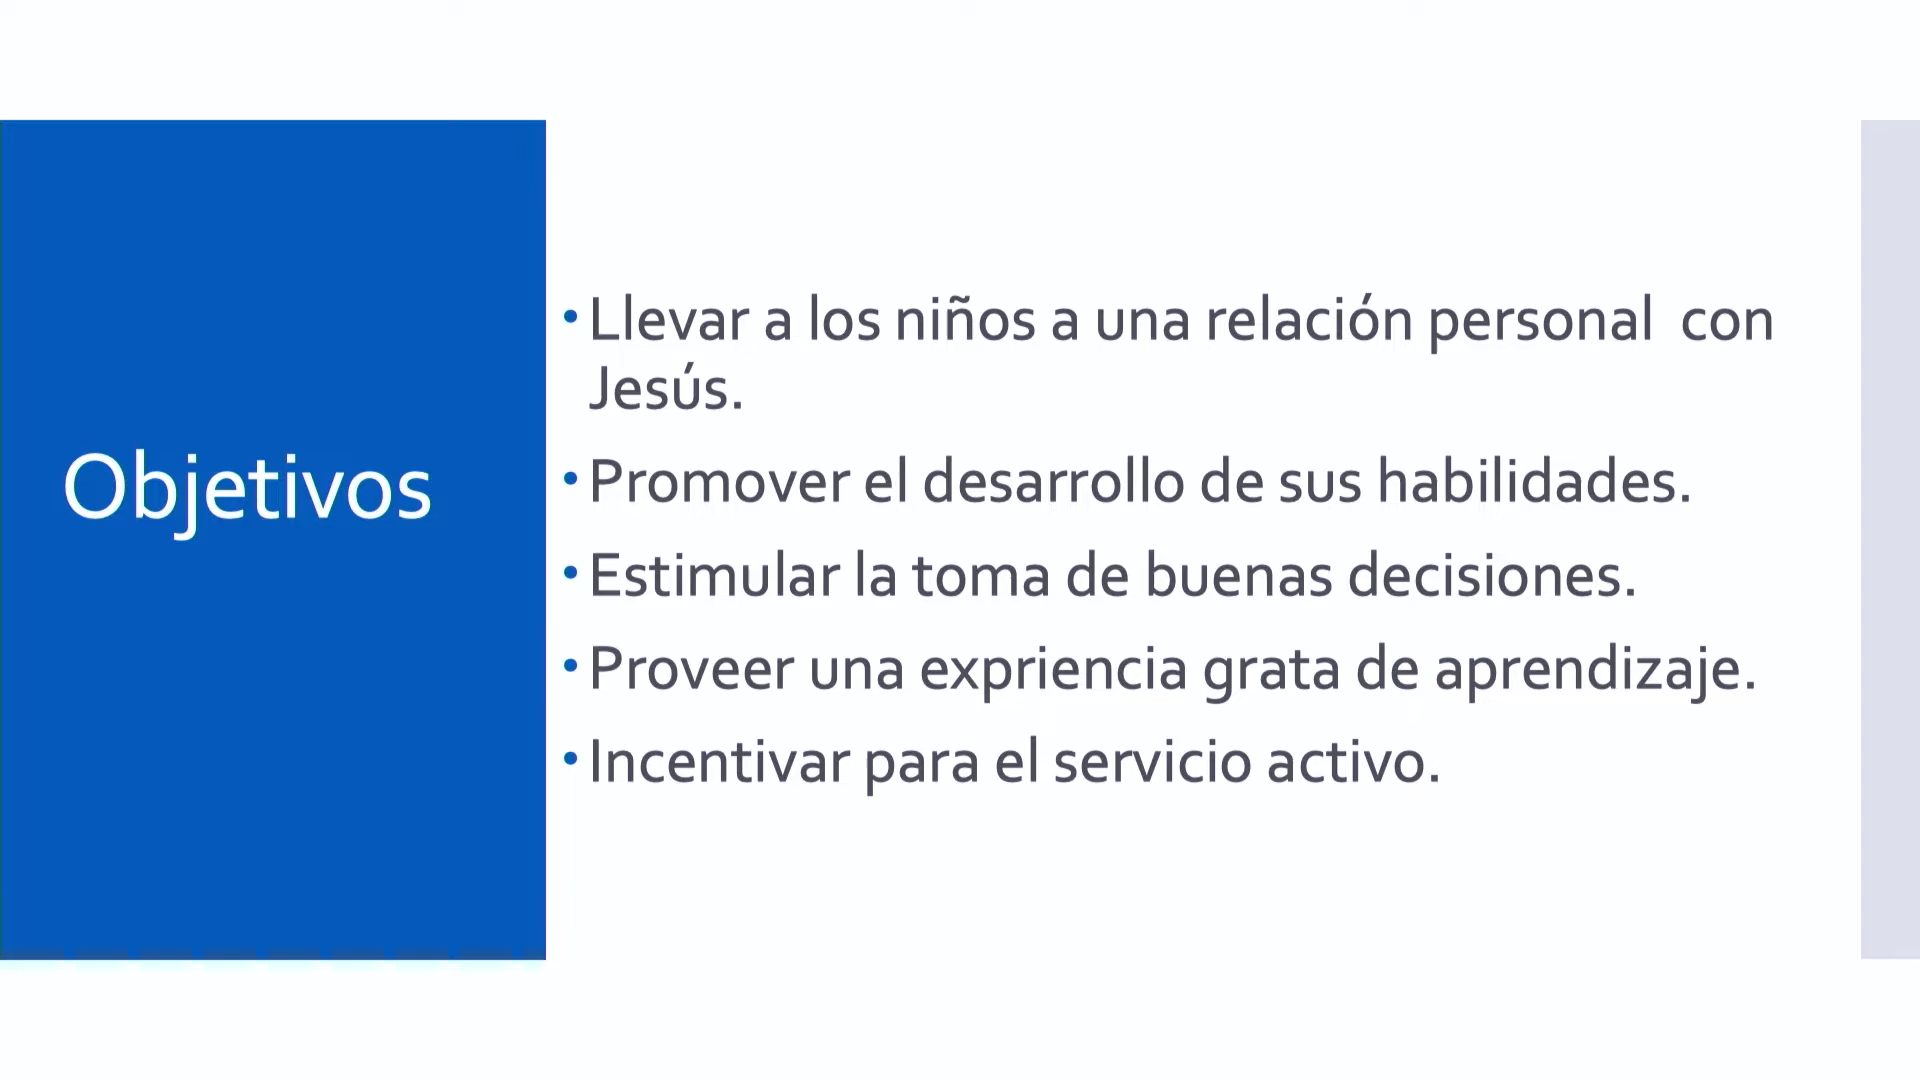 Objetivos
• Llevar a los niños a una relación personal  con
Jesús.
• Promover el desarrollo de sus habilidades.
• Estimular la toma de buenas decisiones.
• Proveer una expriencia grata de aprendizaje.
• Incentivar para el servicio activo.